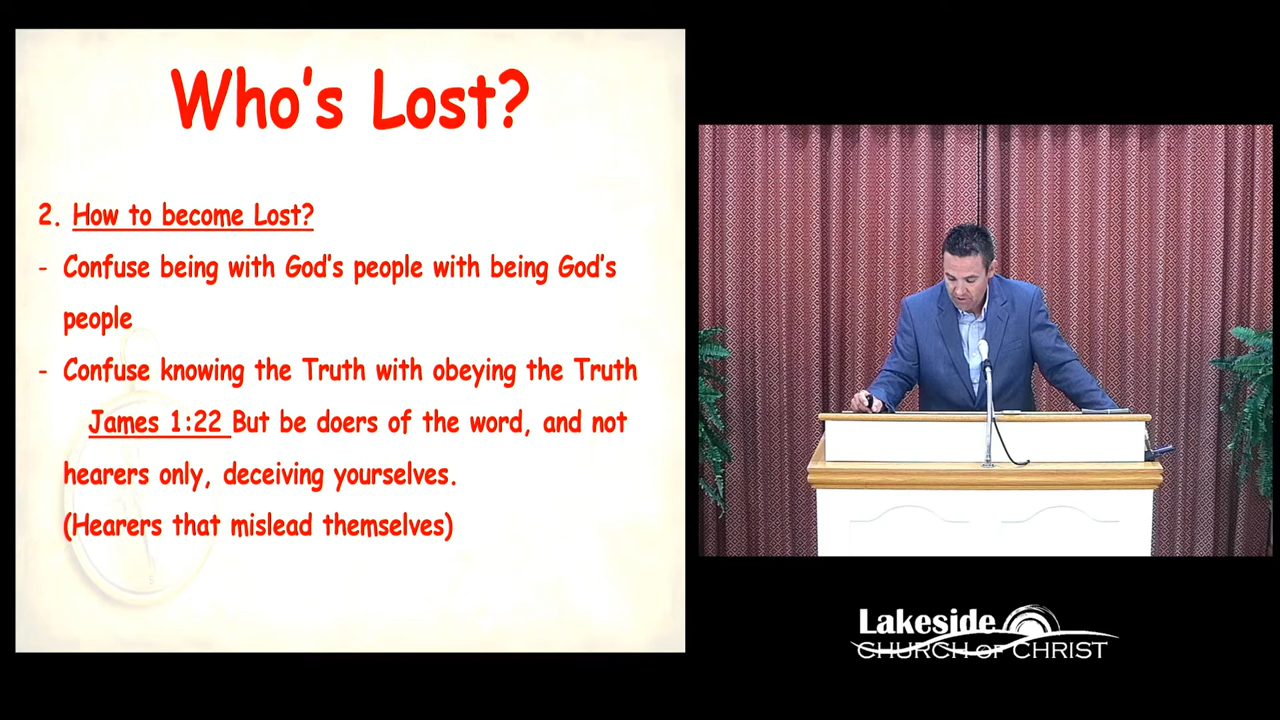 Who's Lost?
2. How to become Lost?
- Confuse being with God's people with being God's
people
- Confuse knowing the Truth with obeying the Truth
James 1:22 But be doers of the word, and not
hearers only, deceiving yourselves.
(Hearers that mislead themselves)
Lakeside
CHURCH OF CHRIST